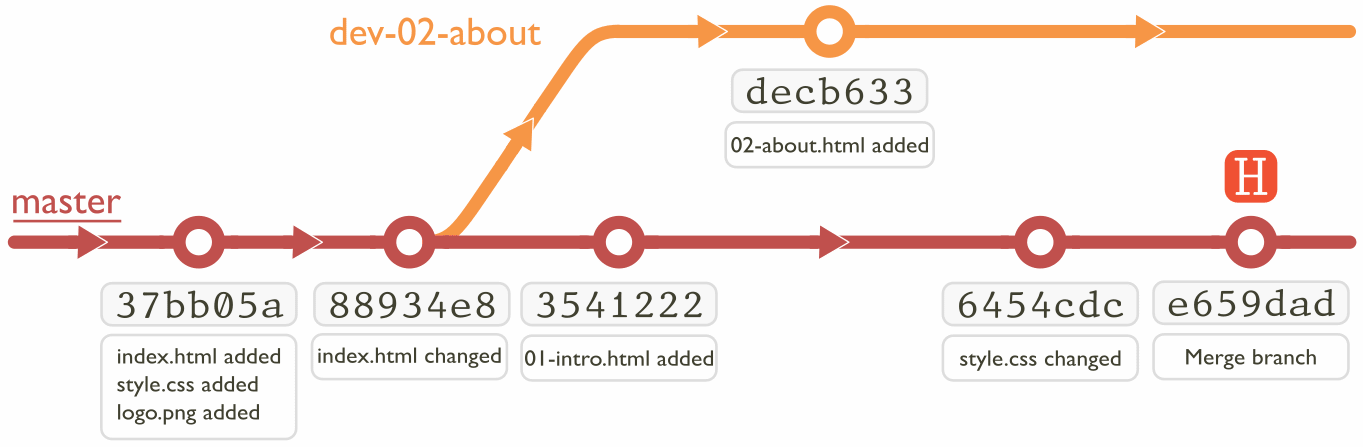 dev-02-about
decb633
02-about.html added
H
master
37bb05a
88934e8
3541222
6454cdc
e659dad
index.html added
style.css added
logo.png added
index.html changed
01-intro.html added
style.css changed
Merge branch